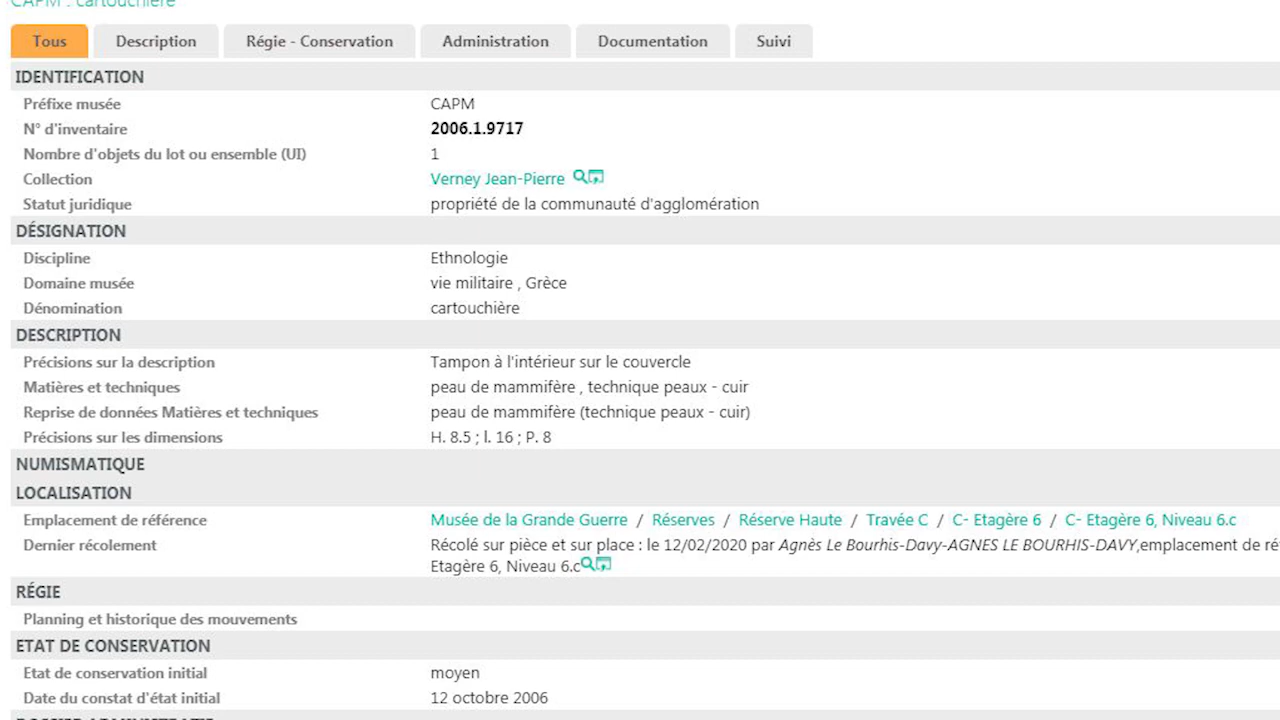 CAPM : cartouchière
Tous Description Régie - Conservation Administration Documentation Suivi
IDENTIFICATION
Préfixe musée CAPM
N° d'inventaire 2006.1.9717
Nombre d'objets du lot ou ensemble (UI) 1
Collection Verney Jean-Pierre
Statut juridique propriété de la communauté d'agglomération
DÉSIGNATION
Discipline Ethnologie
Domaine musée vie militaire , Grèce
Dénomination cartouchière
DESCRIPTION
Précisions sur la description Tampon à l'intérieur sur le couvercle
Matières et techniques peau de mammifère , technique peaux - cuir
Reprise de données Matières et techniques peau de mammifère (technique peaux - cuir)
Précisions sur les dimensions H. 8.5 ; l. 16 ; P. 8
NUMISMATIQUE
LOCALISATION
Emplacement de référence Musée de la Grande Guerre / Réserves / Réserve Haute / Travée C / C- Etagère 6 / C- Etagère 6, Niveau 6.c
Dernier récolement Récolé sur pièce et sur place : le 12/02/2020 par Agnès Le Bourhis-Davy-AGNES LE BOURHIS-DAVY,emplacement de ré
Etagère 6, Niveau 6.c
RÉGIE
Planning et historique des mouvements
ETAT DE CONSERVATION
Etat de conservation initial moyen
Date du constat d'état initial 12 octobre 2006
DOSSIER ADMINISTRATIF